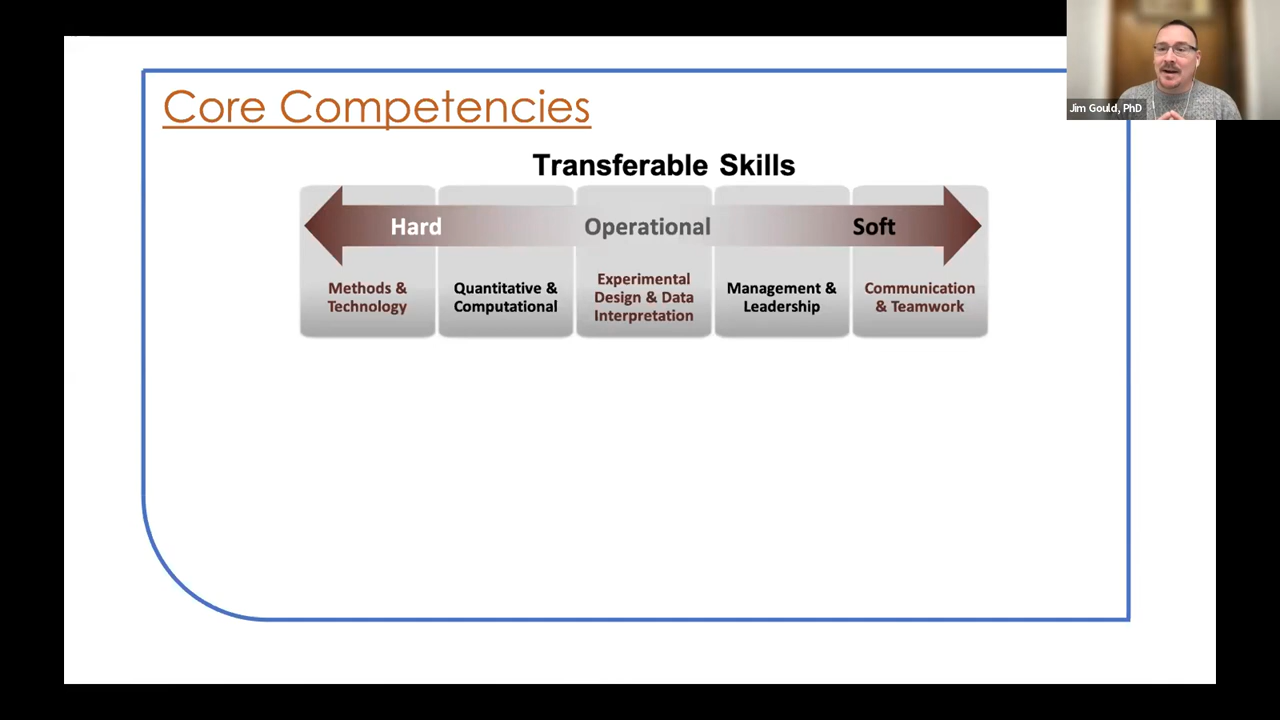 Core Competencies
Jim Gould, PhD
Transferable Skills
Hard
Operational
Soft
Methods &
Technology
Quantitative &
Computational
Experimental
Design & Data
Interpretation
Management &
Leadership
Communication
& Teamwork